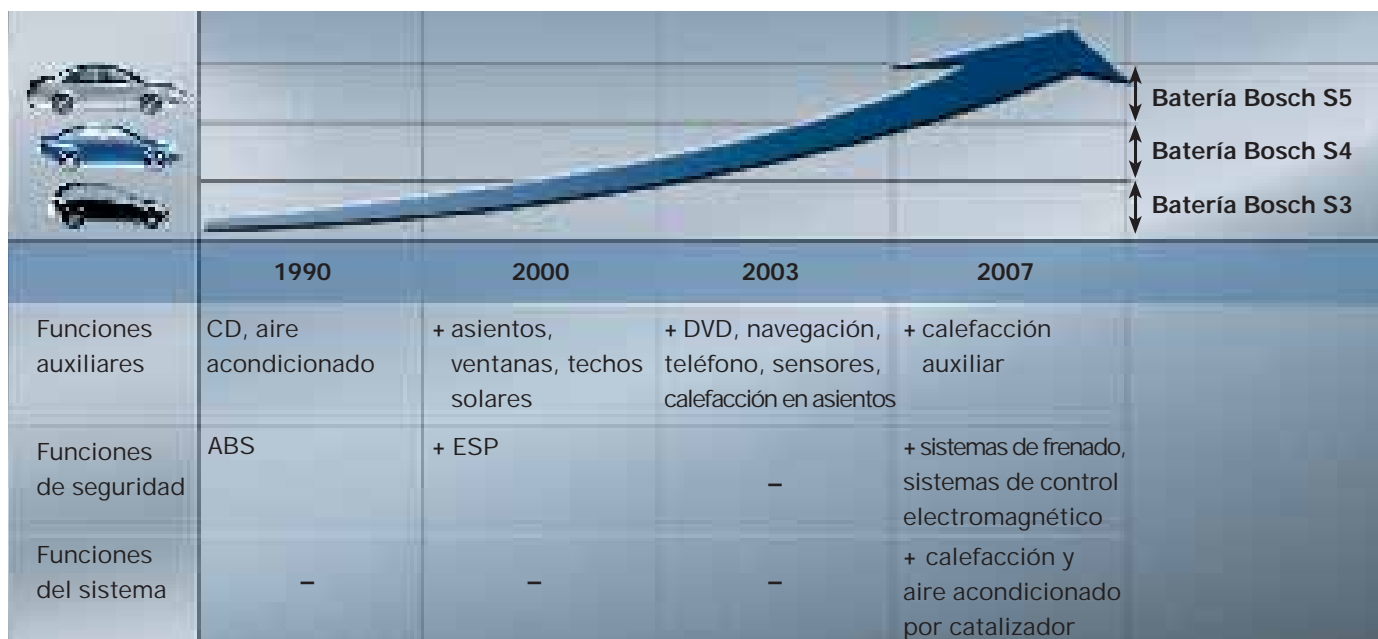 Batería Bosch S5
Batería Bosch S4
Batería Bosch S3
1990
2000
2003
2007
Funciones
auxiliares
CD, aire
acondicionado
+ asientos,
ventanas, techos
solares
+ DVD, navegación,
teléfono, sensores,
calefacción en asientos
+ calefacción
auxiliar
Funciones
de seguridad
ABS
+ ESP
–
+ sistemas de frenado,
sistemas de control
electromagnético
Funciones
del sistema
–
–
–
+ calefacción y
aire acondicionado
por catalizador